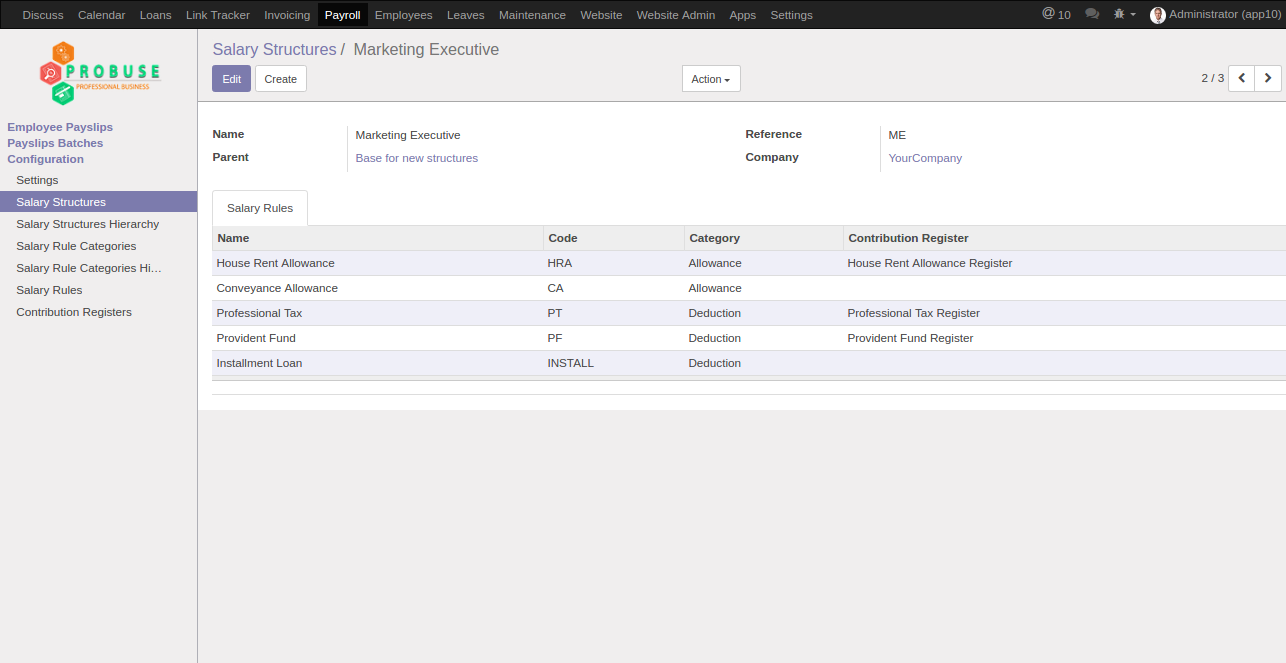 Discuss Calendar Loans Link Tracker Invoicing Payroll Employees Leaves Maintenance Website Website Admin Apps Settings @ 10 Administrator (app10)
PROBUSE
PROFESSIONAL BUSINESS
Employee Payslips
Payslips Batches
Configuration
Settings
Salary Structures
Salary Structures Hierarchy
Salary Rule Categories
Salary Rule Categories Hi...
Salary Rules
Contribution Registers
Salary Structures / Marketing Executive
Edit Create Action 2 / 3
Name Marketing Executive Reference ME
Parent Base for new structures Company YourCompany
Salary Rules
Name Code Category Contribution Register
House Rent Allowance HRA Allowance House Rent Allowance Register
Conveyance Allowance CA Allowance
Professional Tax PT Deduction Professional Tax Register
Provident Fund PF Deduction Provident Fund Register
Installment Loan INSTALL Deduction